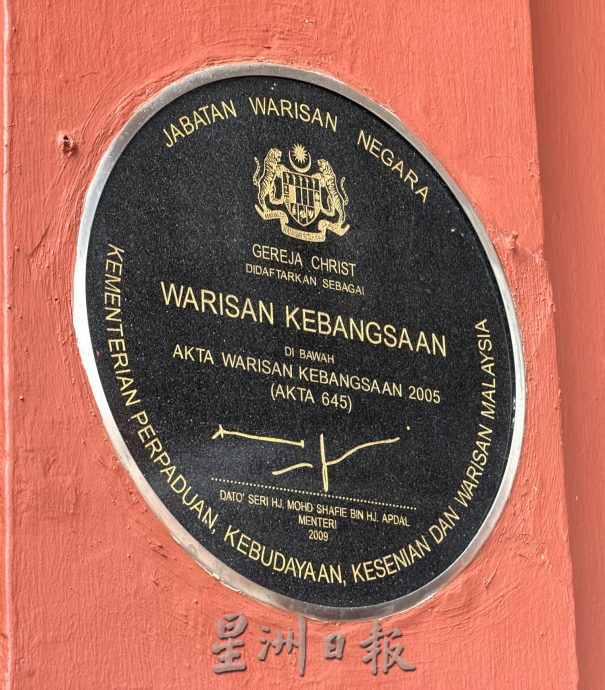 JABATAN WARISAN NEGARA
GEREJA CHRIST
DIDAFTARKAN SEBAGAI
WARISAN KEBANGSAAN
DI BAWAH
AKTA WARISAN KEBANGSAAN 2005
(AKTA 645)
DATO' SERI HJ. MOHD SHAFIE BIN HJ. APDAL
MENTERI
2009
KEMENTERIAN PERPADUAN, KEBUDAYAAN, KESENIAN DAN WARISAN MALAYSIA
星洲日報